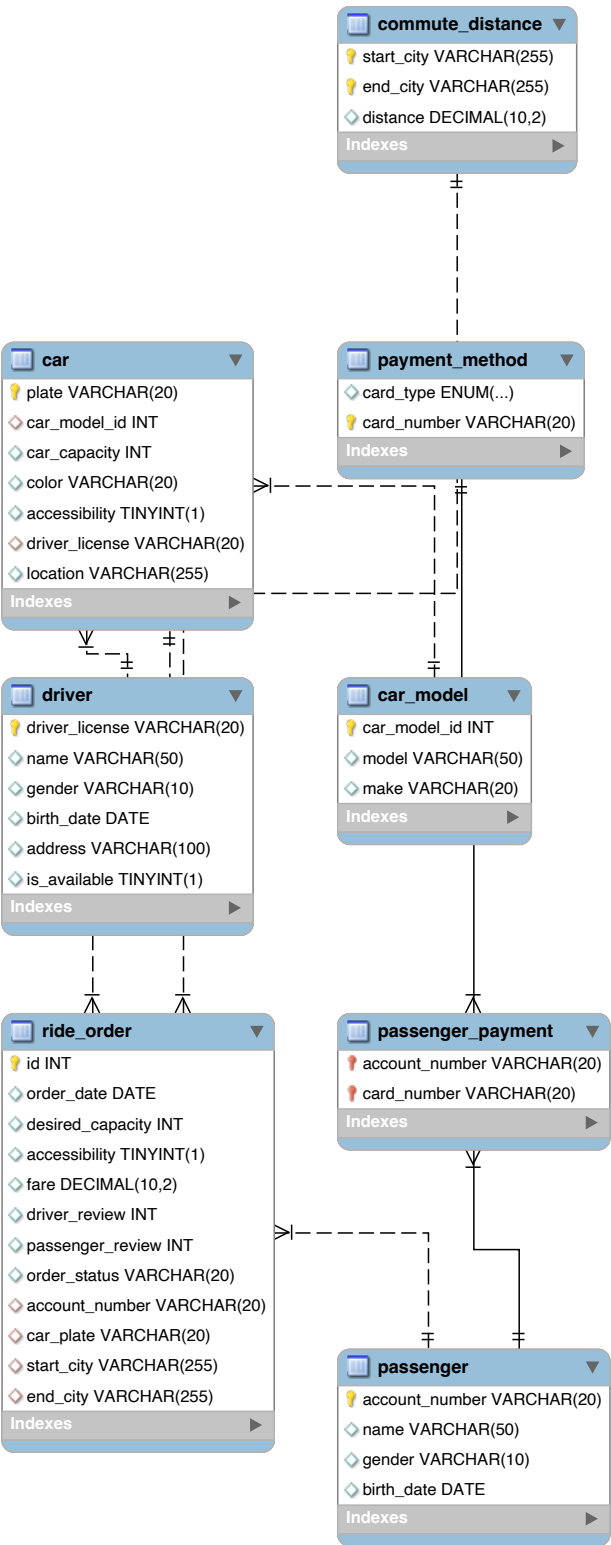 commute_distance
start_city VARCHAR(255)
end_city VARCHAR(255)
distance DECIMAL(10,2)
Indexes
car
plate VARCHAR(20)
car_model_id INT
car_capacity INT
color VARCHAR(20)
accessibility TINYINT(1)
driver_license VARCHAR(20)
location VARCHAR(255)
Indexes
payment_method
card_type ENUM(...)
card_number VARCHAR(20)
Indexes
driver
driver_license VARCHAR(20)
name VARCHAR(50)
gender VARCHAR(10)
birth_date DATE
address VARCHAR(100)
is_available TINYINT(1)
Indexes
car_model
car_model_id INT
model VARCHAR(50)
make VARCHAR(20)
Indexes
ride_order
id INT
order_date DATE
desired_capacity INT
accessibility TINYINT(1)
fare DECIMAL(10,2)
driver_review INT
passenger_review INT
order_status VARCHAR(20)
account_number VARCHAR(20)
car_plate VARCHAR(20)
start_city VARCHAR(255)
end_city VARCHAR(255)
Indexes
passenger_payment
account_number VARCHAR(20)
card_number VARCHAR(20)
Indexes
passenger
account_number VARCHAR(20)
name VARCHAR(50)
gender VARCHAR(10)
birth_date DATE
Indexes